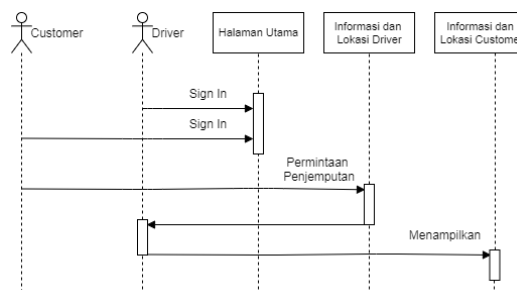 Customer
Driver
Halaman Utama
Informasi dan
Lokasi Driver
Informasi dan
Lokasi Custome
Sign In
Sign In
Permintaan
Penjemputan
Menampilkan